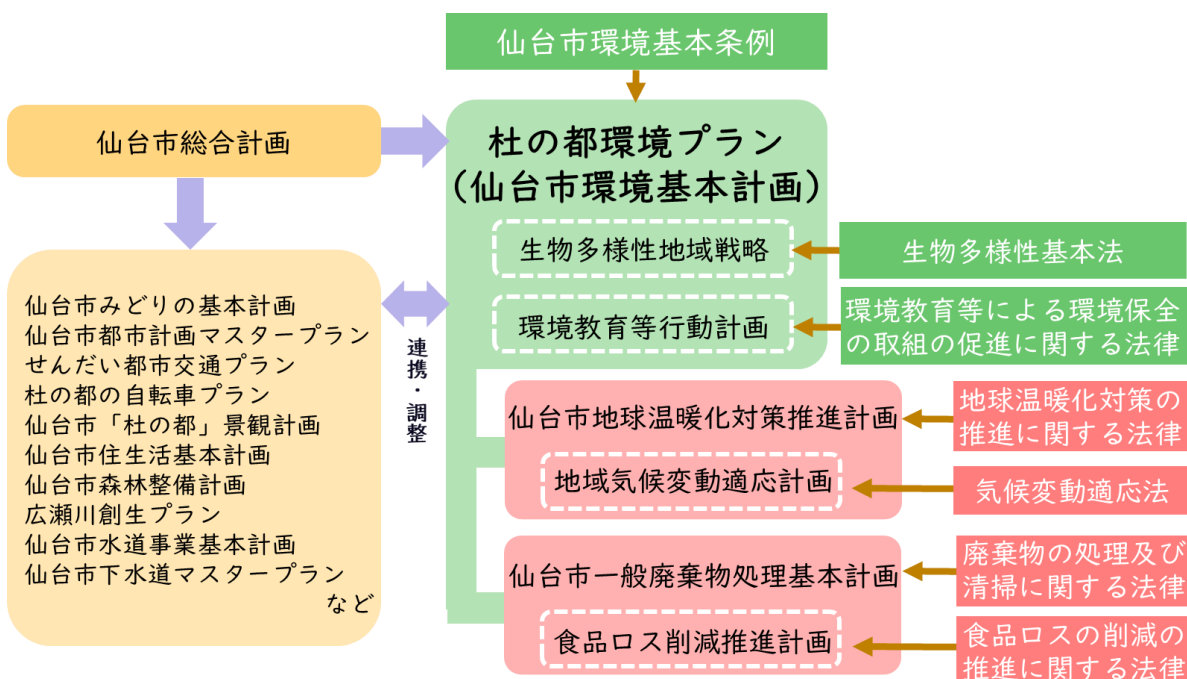 仙台市環境基本条例
仙台市総合計画
杜の都環境プラン
(仙台市環境基本計画)
生物多様性地域戦略
生物多様性基本法
環境教育等行動計画
環境教育等による環境保全
の取組の促進に関する法律
仙台市みどりの基本計画
仙台市都市計画マスタープラン
せんだい都市交通プラン
杜の都の自転車プラン
仙台市「杜の都」景観計画
仙台市住生活基本計画
仙台市森林整備計画
広瀬川創生プラン
仙台市水道事業基本計画
仙台市下水道マスタープラン
など
連携・調整
仙台市地球温暖化対策推進計画
地球温暖化対策の
推進に関する法律
地域気候変動適応計画
気候変動適応法
仙台市一般廃棄物処理基本計画
廃棄物の処理及び
清掃に関する法律
食品ロス削減推進計画
食品ロスの削減の
推進に関する法律